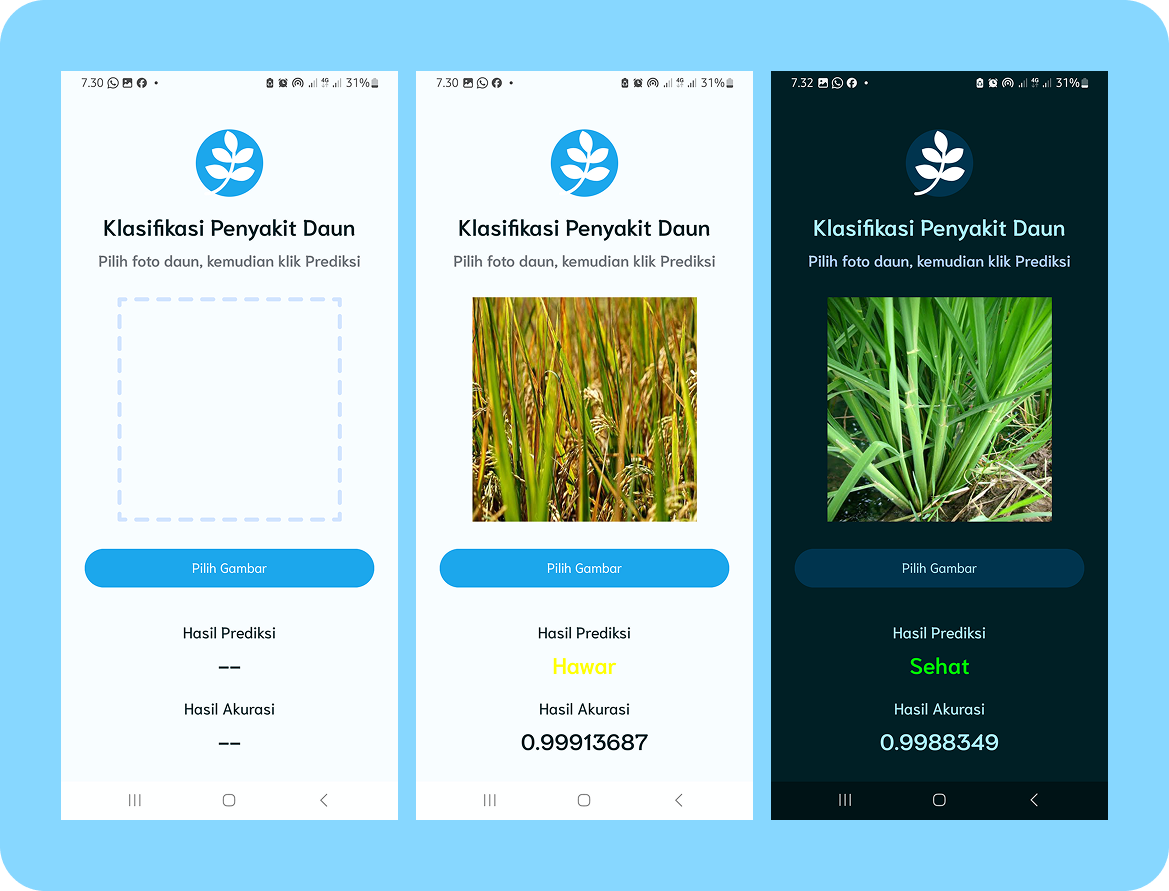 7.30
31%
Klasifikasi Penyakit Daun
Pilih foto daun, kemudian klik Prediksi
Pilih Gambar
Hasil Prediksi
--
Hasil Akurasi
--
7.30
4G
31%
Klasifikasi Penyakit Daun
Pilih foto daun, kemudian klik Prediksi
Pilih Gambar
Hasil Prediksi
Hawar
Hasil Akurasi
0.99913687
7.32
4G
31%
Klasifikasi Penyakit Daun
Pilih foto daun, kemudian klik Prediksi
Pilih Gambar
Hasil Prediksi
Sehat
Hasil Akurasi
0.9988349